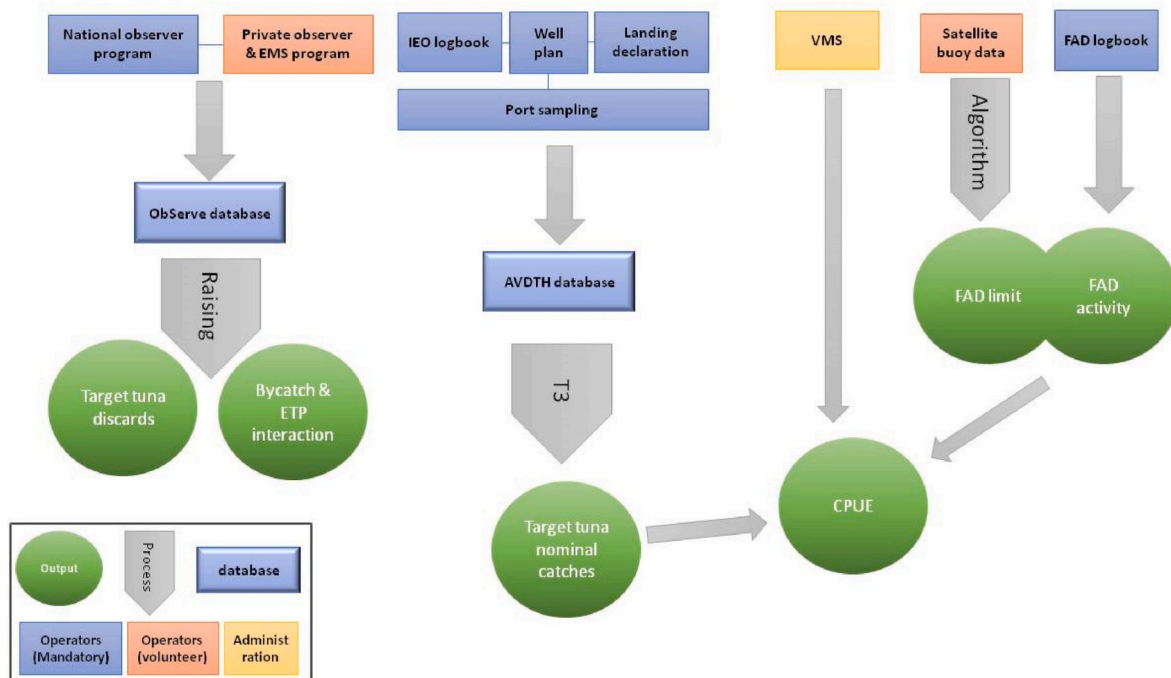 National observer
program
Private observer
& EMS program
IEO logbook
Well
plan
Landing
declaration
VMS
Satellite
buoy data
FAD logbook
Port sampling
Algorithm
ObServe database
AVDTH database
FAD limit
FAD
activity
Raising
T3
Target tuna
discards
Bycatch &
ETP
interaction
CPUE
Target tuna
nominal
catches
Output
Process
database
Operators
(Mandatory)
Operators
(volunteer)
Administ
ration